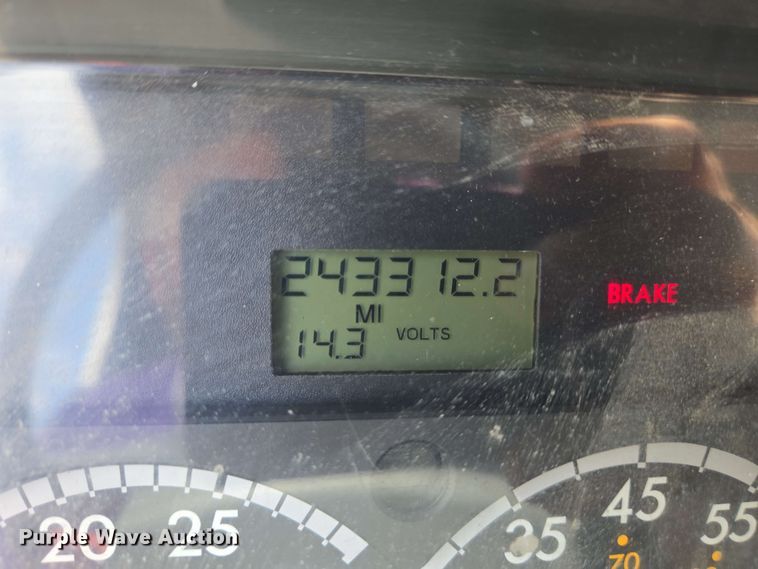 243312.2
MI
14.3 VOLTS
BRAKE
20 25
35 45 55
70
Purple Wave Auction